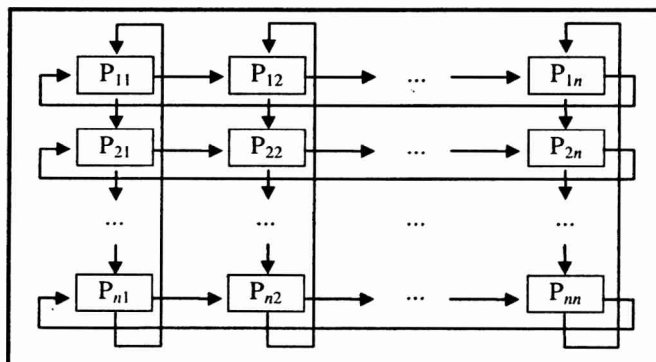 P₁₁ P₁₂ ... P₁ₙ
P₂₁ P₂₂ ... P₂ₙ
... ... ... ...
Pₙ₁ Pₙ₂ ... Pₙₙ